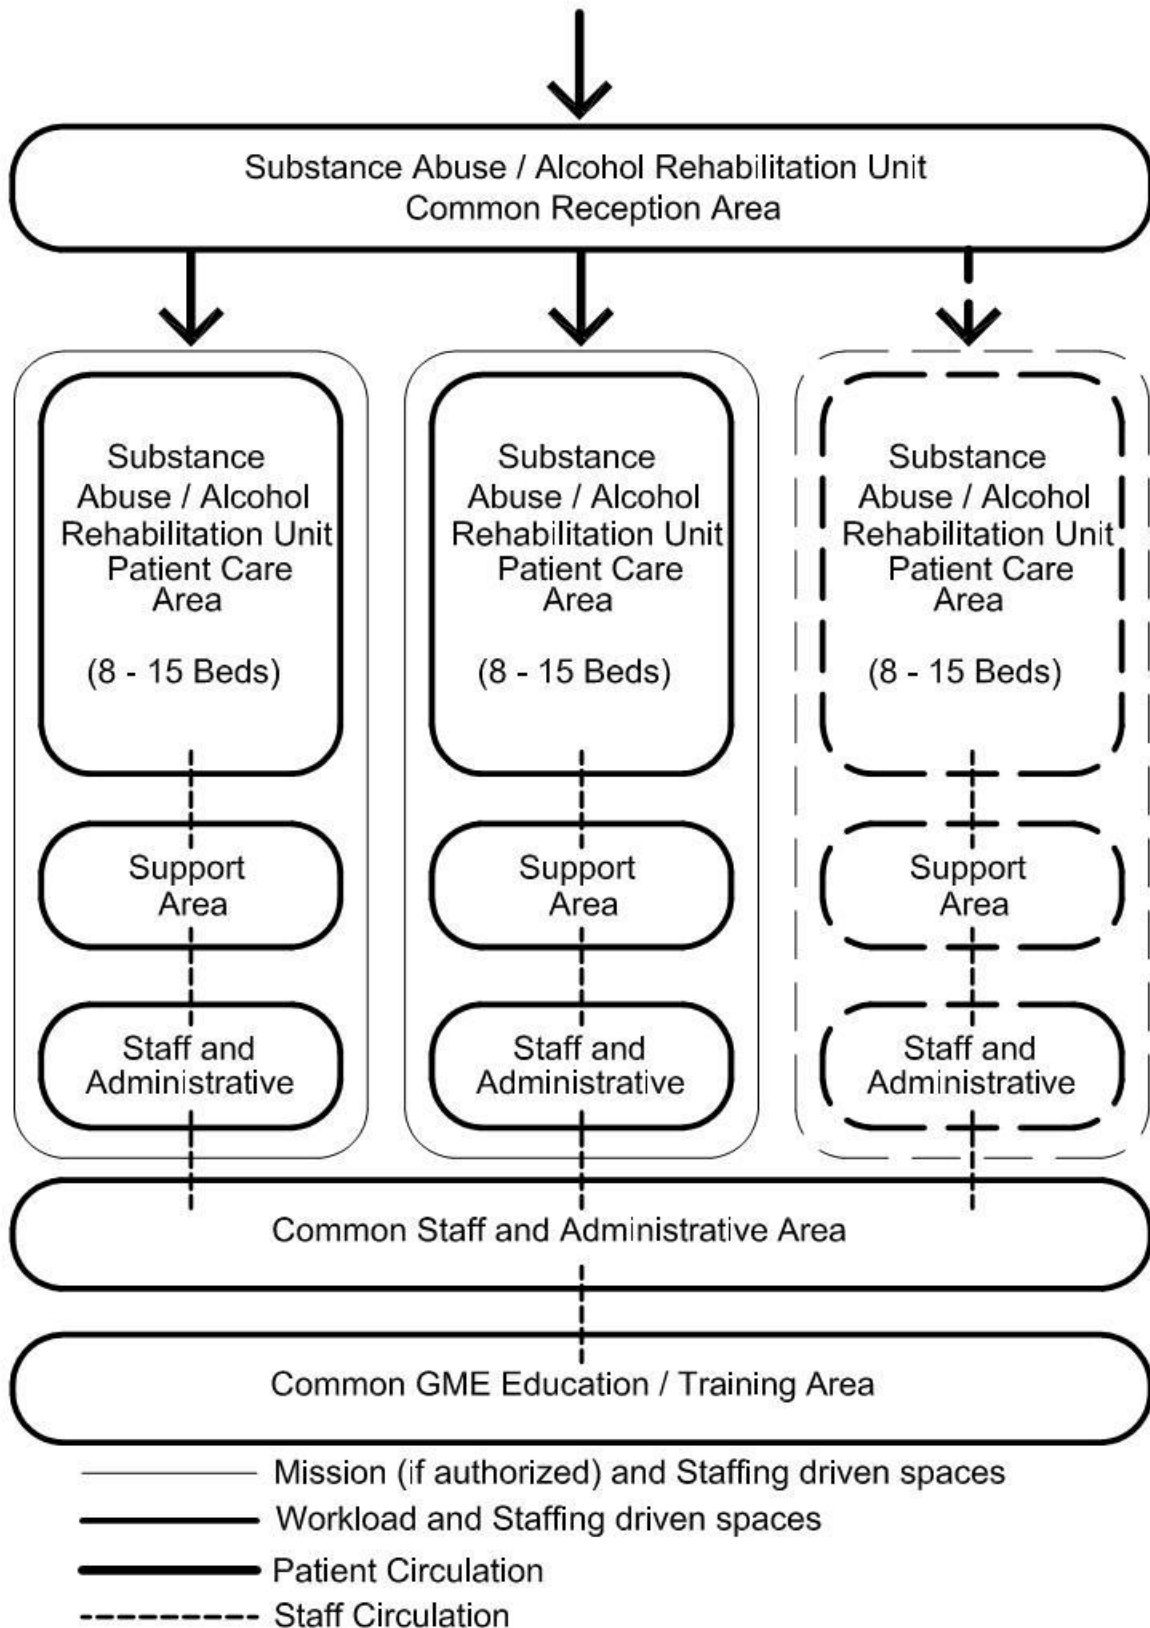 Substance Abuse / Alcohol Rehabilitation Unit
Common Reception Area
Substance
Abuse / Alcohol
Rehabilitation Unit
Patient Care
Area
(8 - 15 Beds)
Support
Area
Staff and
Administrative
Substance
Abuse / Alcohol
Rehabilitation Unit
Patient Care
Area
(8 - 15 Beds)
Support
Area
Staff and
Administrative
Substance
Abuse / Alcohol
Rehabilitation Unit
Patient Care
Area
(8 - 15 Beds)
Support
Area
Staff and
Administrative
Common Staff and Administrative Area
Common GME Education / Training Area
Mission (if authorized) and Staffing driven spaces
Workload and Staffing driven spaces
Patient Circulation
Staff Circulation